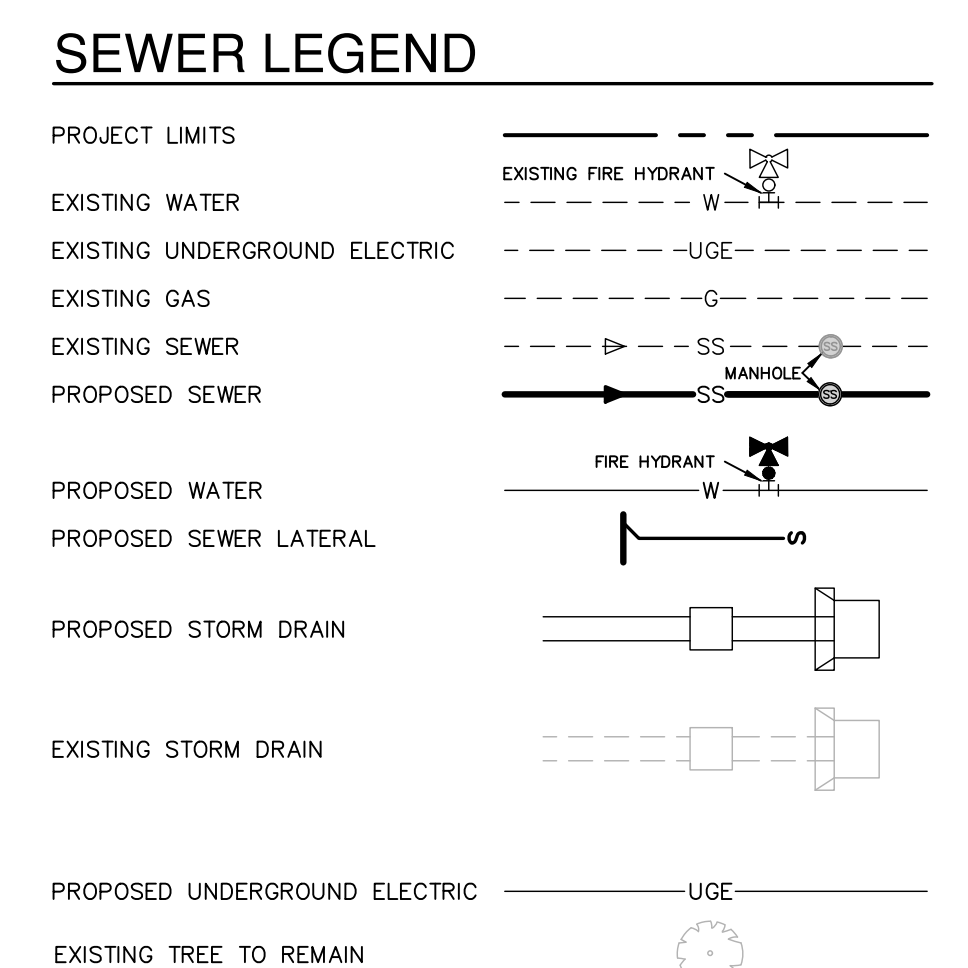 SEWER LEGEND
PROJECT LIMITS
EXISTING FIRE HYDRANT
EXISTING WATER W
EXISTING UNDERGROUND ELECTRIC UGE
EXISTING GAS G
EXISTING SEWER SS SS
MANHOLE
PROPOSED SEWER SS SS
FIRE HYDRANT
PROPOSED WATER W
PROPOSED SEWER LATERAL S
PROPOSED STORM DRAIN
EXISTING STORM DRAIN
PROPOSED UNDERGROUND ELECTRIC UGE
EXISTING TREE TO REMAIN